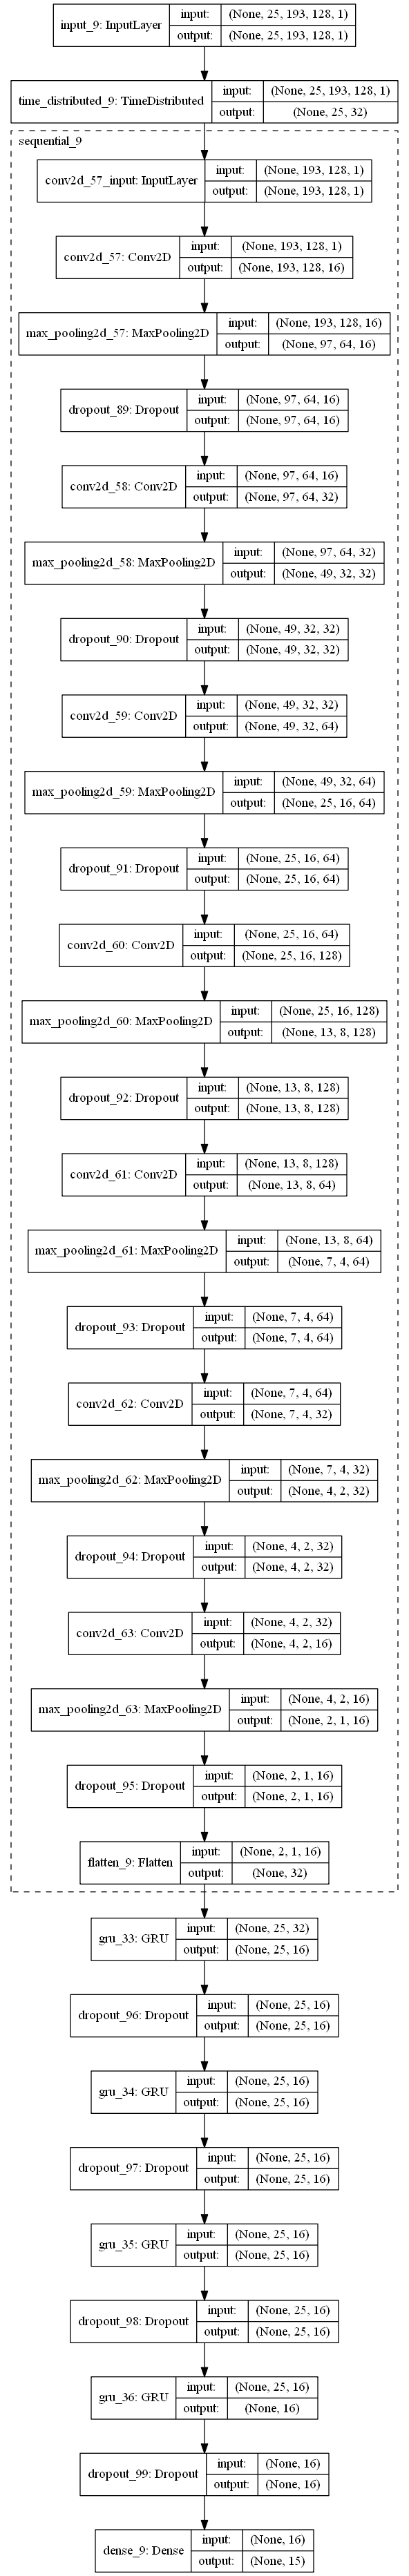 input_9: InputLayer
input: (None, 25, 193, 128, 1)
output: (None, 25, 193, 128, 1)
time_distributed_9: TimeDistributed
input: (None, 25, 193, 128, 1)
output: (None, 25, 32)
sequential_9
conv2d_57_input: InputLayer
input: (None, 193, 128, 1)
output: (None, 193, 128, 1)
conv2d_57: Conv2D
input: (None, 193, 128, 1)
output: (None, 193, 128, 16)
max_pooling2d_57: MaxPooling2D
input: (None, 193, 128, 16)
output: (None, 97, 64, 16)
dropout_89: Dropout
input: (None, 97, 64, 16)
output: (None, 97, 64, 16)
conv2d_58: Conv2D
input: (None, 97, 64, 16)
output: (None, 97, 64, 32)
max_pooling2d_58: MaxPooling2D
input: (None, 97, 64, 32)
output: (None, 49, 32, 32)
dropout_90: Dropout
input: (None, 49, 32, 32)
output: (None, 49, 32, 32)
conv2d_59: Conv2D
input: (None, 49, 32, 32)
output: (None, 49, 32, 64)
max_pooling2d_59: MaxPooling2D
input: (None, 49, 32, 64)
output: (None, 25, 16, 64)
dropout_91: Dropout
input: (None, 25, 16, 64)
output: (None, 25, 16, 64)
conv2d_60: Conv2D
input: (None, 25, 16, 64)
output: (None, 25, 16, 128)
max_pooling2d_60: MaxPooling2D
input: (None, 25, 16, 128)
output: (None, 13, 8, 128)
dropout_92: Dropout
input: (None, 13, 8, 128)
output: (None, 13, 8, 128)
conv2d_61: Conv2D
input: (None, 13, 8, 128)
output: (None, 13, 8, 64)
max_pooling2d_61: MaxPooling2D
input: (None, 13, 8, 64)
output: (None, 7, 4, 64)
dropout_93: Dropout
input: (None, 7, 4, 64)
output: (None, 7, 4, 64)
conv2d_62: Conv2D
input: (None, 7, 4, 64)
output: (None, 7, 4, 32)
max_pooling2d_62: MaxPooling2D
input: (None, 7, 4, 32)
output: (None, 4, 2, 32)
dropout_94: Dropout
input: (None, 4, 2, 32)
output: (None, 4, 2, 32)
conv2d_63: Conv2D
input: (None, 4, 2, 32)
output: (None, 4, 2, 16)
max_pooling2d_63: MaxPooling2D
input: (None, 4, 2, 16)
output: (None, 2, 1, 16)
dropout_95: Dropout
input: (None, 2, 1, 16)
output: (None, 2, 1, 16)
flatten_9: Flatten
input: (None, 2, 1, 16)
output: (None, 32)
gru_33: GRU
input: (None, 25, 32)
output: (None, 25, 16)
dropout_96: Dropout
input: (None, 25, 16)
output: (None, 25, 16)
gru_34: GRU
input: (None, 25, 16)
output: (None, 25, 16)
dropout_97: Dropout
input: (None, 25, 16)
output: (None, 25, 16)
gru_35: GRU
input: (None, 25, 16)
output: (None, 25, 16)
dropout_98: Dropout
input: (None, 25, 16)
output: (None, 25, 16)
gru_36: GRU
input: (None, 25, 16)
output: (None, 16)
dropout_99: Dropout
input: (None, 16)
output: (None, 16)
dense_9: Dense
input: (None, 16)
output: (None, 15)